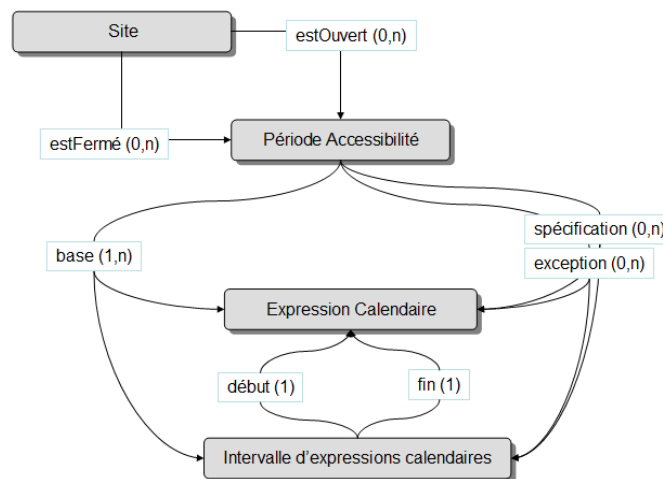 Site
estOuvert (0,n)
estFermé (0,n)
Période Accessibilité
spécification (0,n)
base (1,n)
exception (0,n)
Expression Calendaire
début (1)
fin (1)
Intervalle d'expressions calendaires